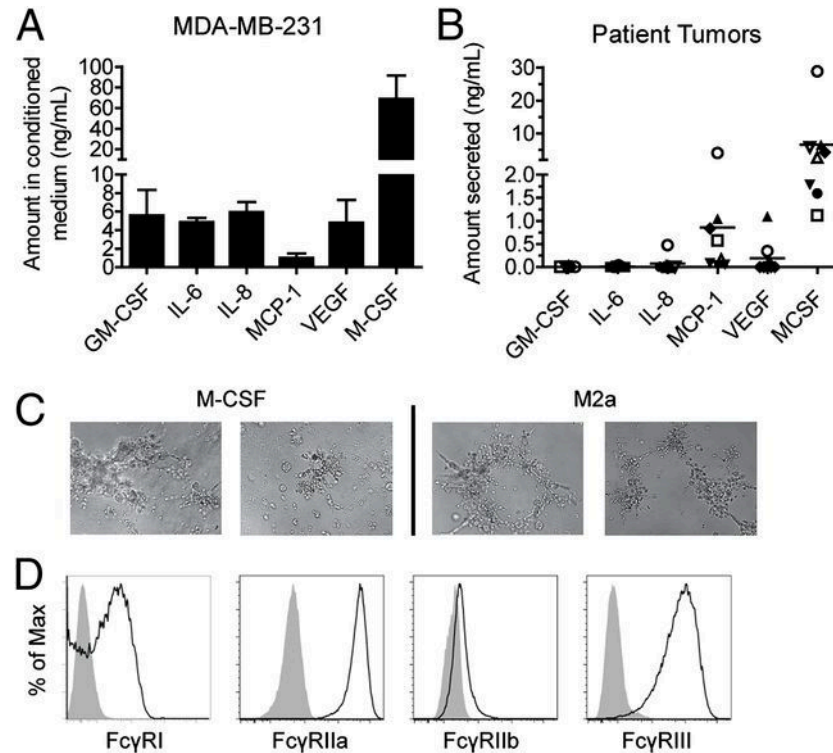 A
MDA-MB-231
Amount in conditioned
medium (ng/mL)
100
80
60
40
20
10
8
6
4
2
0
GM-CSF
IL-6
IL-8
MCP-1
VEGF
M-CSF
B
Patient Tumors
Amount secreted (ng/mL)
30
20
10
5
2.0
1.5
1.0
0.5
0.0
GM-CSF
IL-6
IL-8
MCP-1
VEGF
MCSF
C
M-CSF
M2a
D
% of Max
FcγRI
FcγRIIa
FcγRIIb
FcγRIII